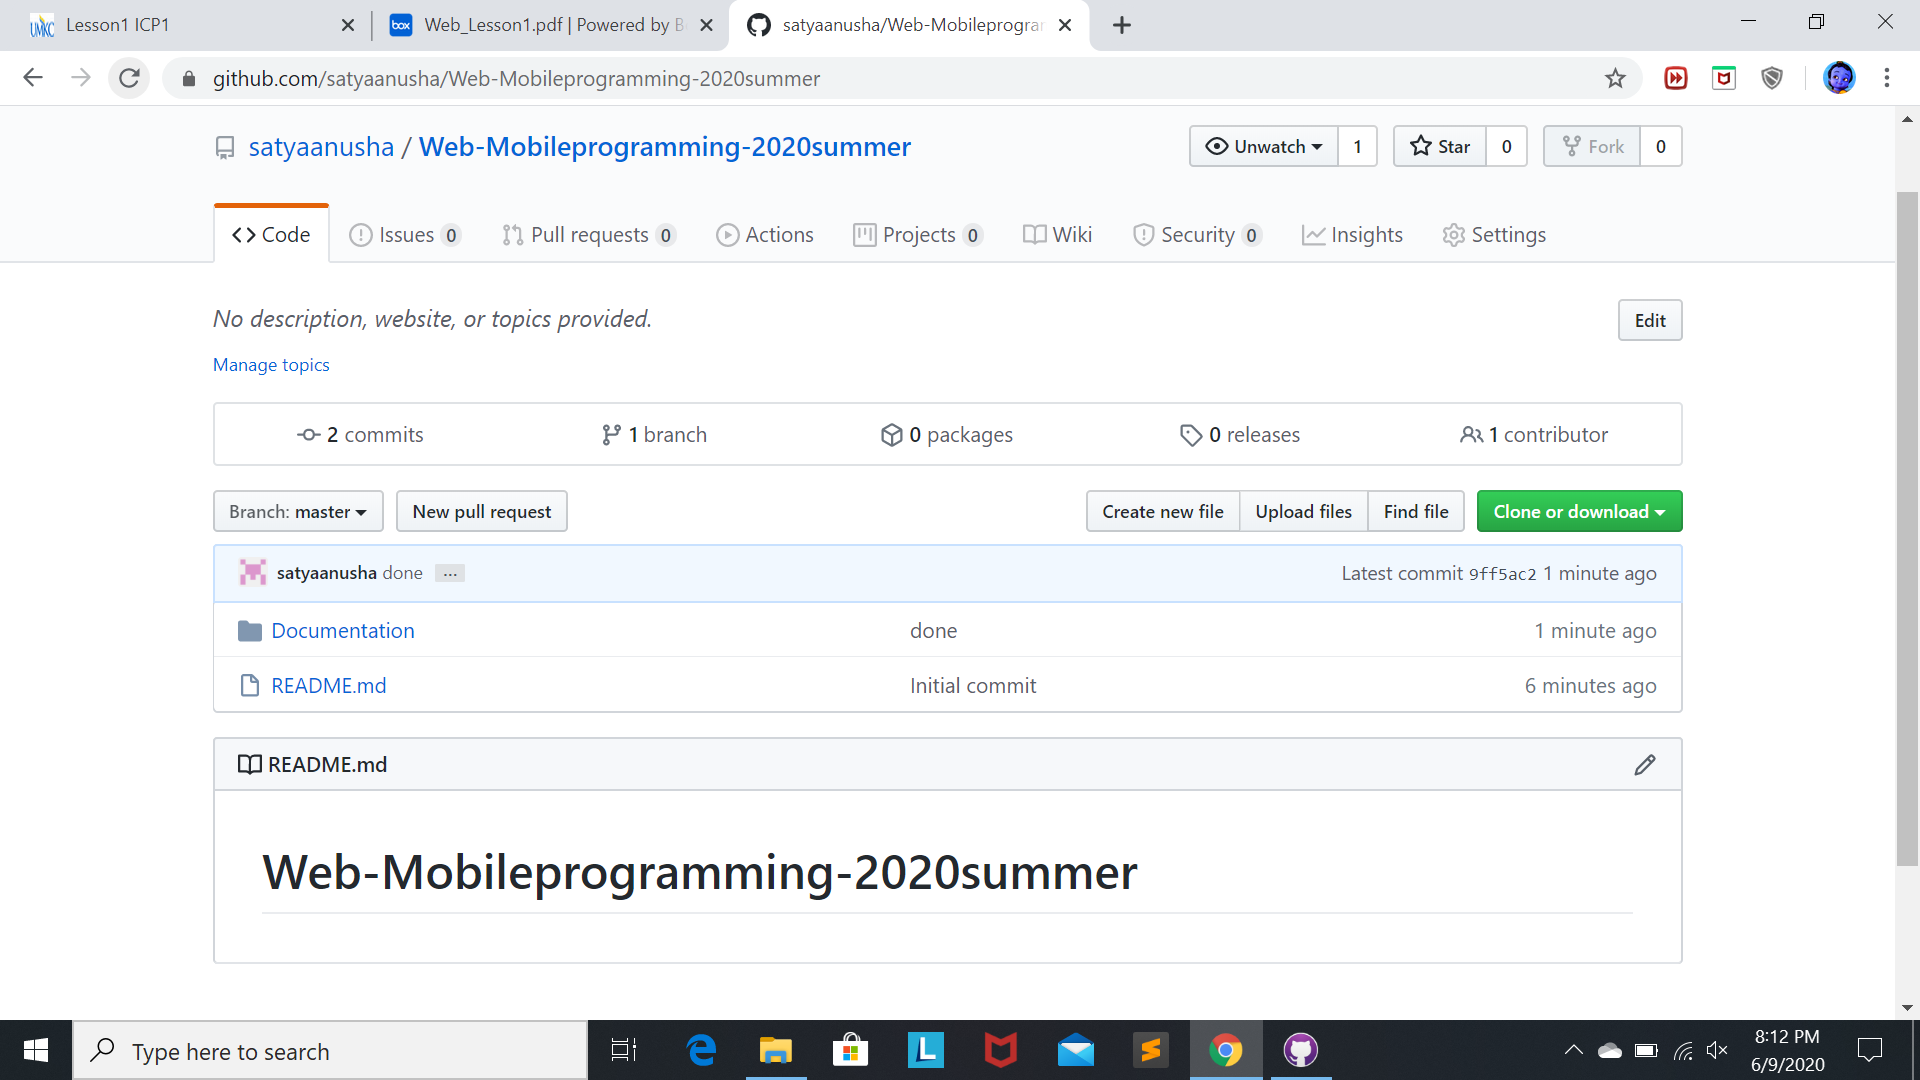 Lesson1 ICP1
Web_Lesson1.pdf | Powered by
satyaanusha/Web-Mobileprogra
github.com/satyaanusha/Web-Mobileprogramming-2020summer
satyaanusha / Web-Mobileprogramming-2020summer
Unwatch 1 Star 0 Fork 0
Code Issues 0 Pull requests 0 Actions Projects 0 Wiki Security 0 Insights Settings
No description, website, or topics provided.
Edit
Manage topics
2 commits 1 branch 0 packages 0 releases 1 contributor
Branch: master New pull request Create new file Upload files Find file Clone or download
satyaanusha done ... Latest commit 9ff5ac2 1 minute ago
Documentation done 1 minute ago
README.md Initial commit 6 minutes ago
README.md
Web-Mobileprogramming-2020summer
Type here to search
8:12 PM
6/9/2020
UMKC
box
L